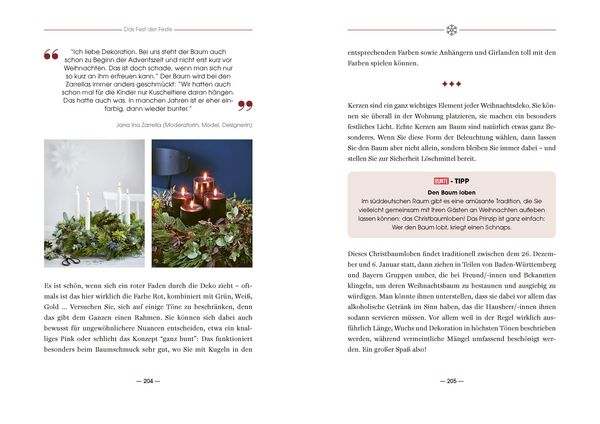 Das Fest der Feste
"Ich liebe Dekoration. Bei uns steht der Baum auch
schon zu Beginn der Adventszeit und nicht erst kurz vor
Weihnachten. Das ist doch schade, wenn man sich nur
so kurz an ihm erfreuen kann." Der Baum wird bei den
Zarrellas immer anders geschmückt: "Wir hatten auch
schon mal für die Kinder nur Kuscheltiere daran hängen.
Das hatte auch was. In manchen Jahren ist er eher ein-
farbig, dann wieder bunter."
Jana Ina Zarrella (Moderatorin, Model, Designerin)
Es ist schön, wenn sich ein roter Faden durch die Deko zieht – oft-
mals ist das hier wirklich die Farbe Rot, kombiniert mit Grün, Weiß,
Gold ... Versuchen Sie, sich auf einige Töne zu beschränken, denn
das gibt dem Ganzen einen Rahmen. Sie können sich dabei auch
bewusst für ungewöhnlichere Nuancen entscheiden, etwa ein knal-
liges Pink oder schlicht das Konzept "ganz bunt": Das funktioniert
besonders beim Baumschmuck sehr gut, wo Sie mit Kugeln in den
— 204 —
entsprechenden Farben sowie Anhängern und Girlanden toll mit den
Farben spielen können.
Kerzen sind ein ganz wichtiges Element jeder Weihnachtsdeko. Sie kön-
nen sie überall in der Wohnung platzieren, sie machen ein besonders
festliches Licht. Echte Kerzen am Baum sind natürlich etwas ganz Be-
sonderes. Wenn Sie diese Form der Beleuchtung wählen, dann lassen
Sie den Baum aber nicht allein, sondern bleiben Sie immer dabei – und
stellen Sie zur Sicherheit Löschmittel bereit.
BUNTE - TIPP
Den Baum loben
Im süddeutschen Raum gibt es eine amüsante Tradition, die Sie
vielleicht gemeinsam mit Ihren Gästen an Weihnachten aufleben
lassen können: das Christbaumloben! Das Prinzip ist ganz einfach:
Wer den Baum lobt, kriegt einen Schnaps.
Dieses Christbaumloben findet traditionell zwischen dem 26. Dezem-
ber und 6. Januar statt, dann ziehen in Teilen von Baden-Württemberg
und Bayern Gruppen umher, die bei Freund/-innen und Bekannten
klingeln, um deren Weihnachtsbaum zu bestaunen und ausgiebig zu
würdigen. Man könnte ihnen unterstellen, dass sie dabei vor allem das
alkoholische Getränk im Sinn haben, das die Hausherr/-innen ihnen
sodann servieren müssen. Vor allem weil in der Regel wirklich aus-
führlich Länge, Wuchs und Dekoration in höchsten Tönen beschrieben
werden, während vermeintliche Mängel umfassend beschönigt wer-
den. Ein großer Spaß also!
— 205 —